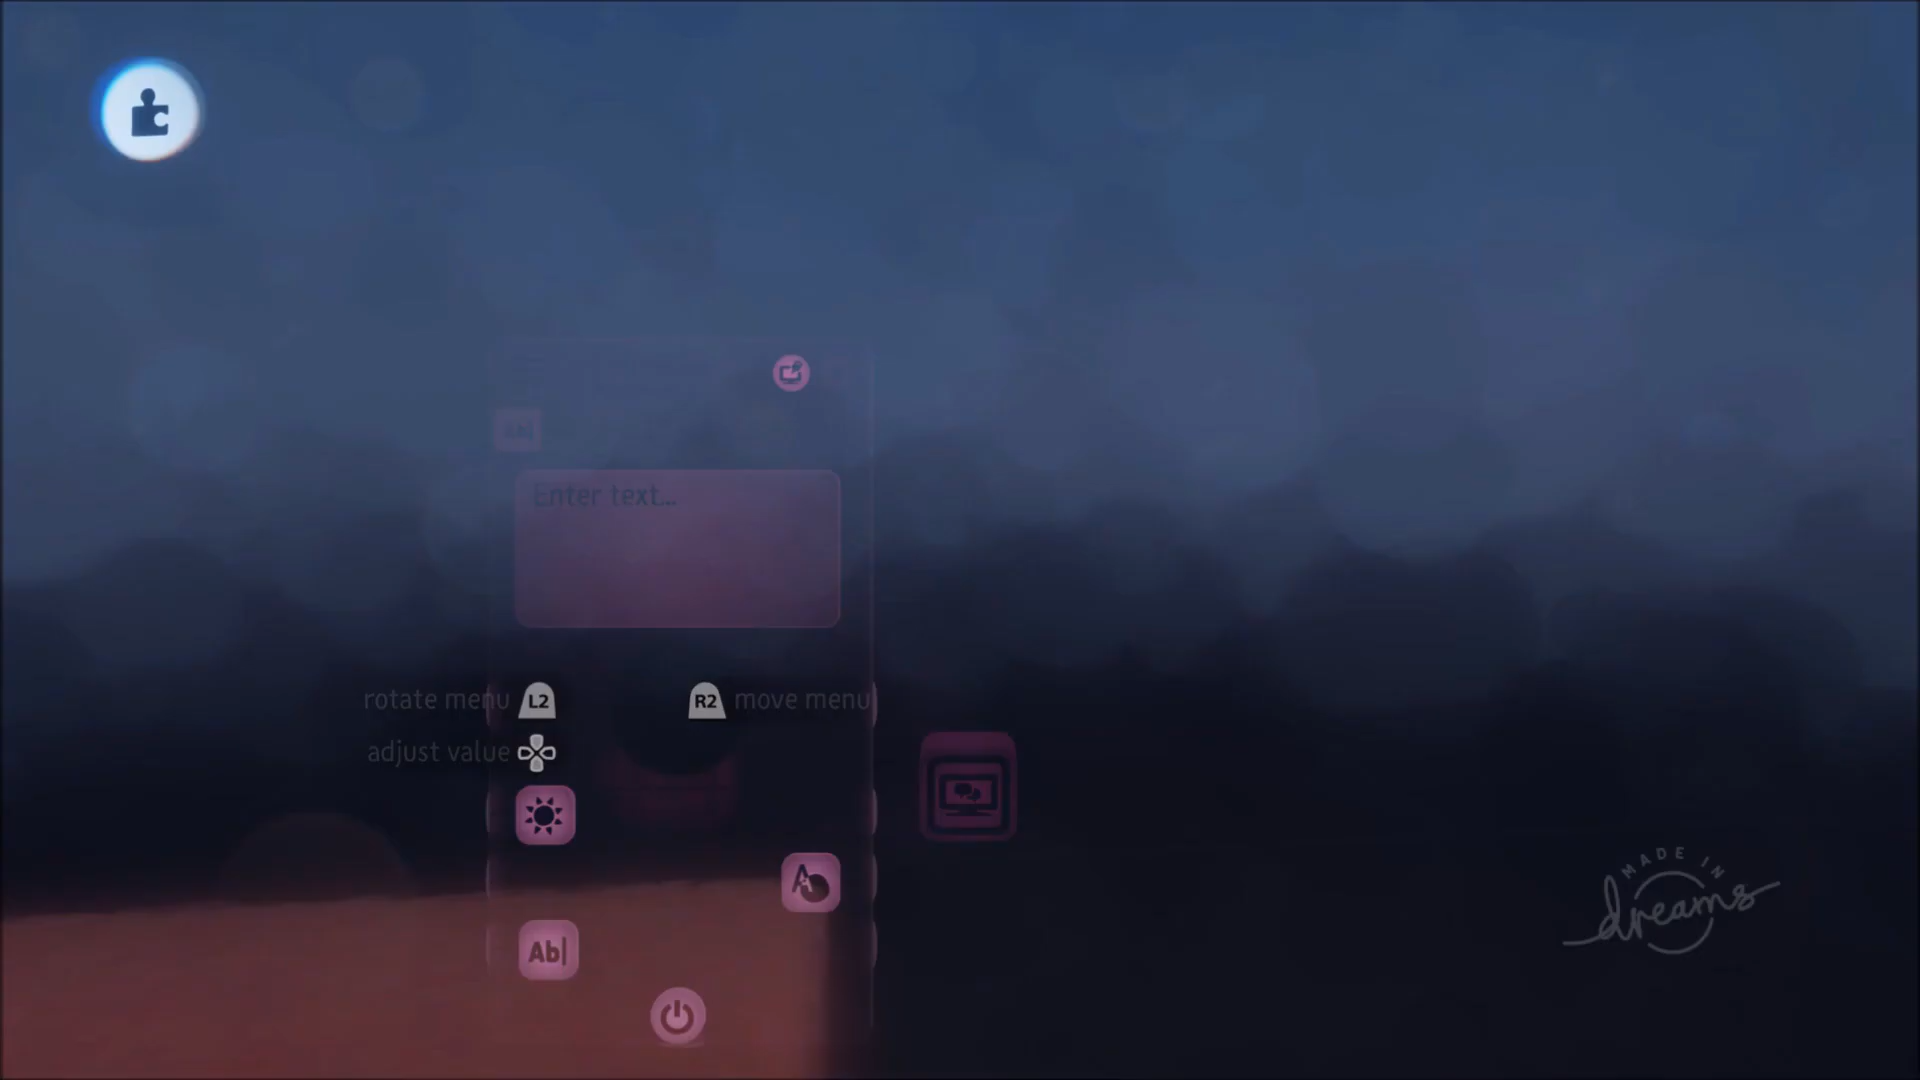 Enter text...
rotate menu L2
R2 move menu
adjust value
A
Ab|
MADE IN
dreams